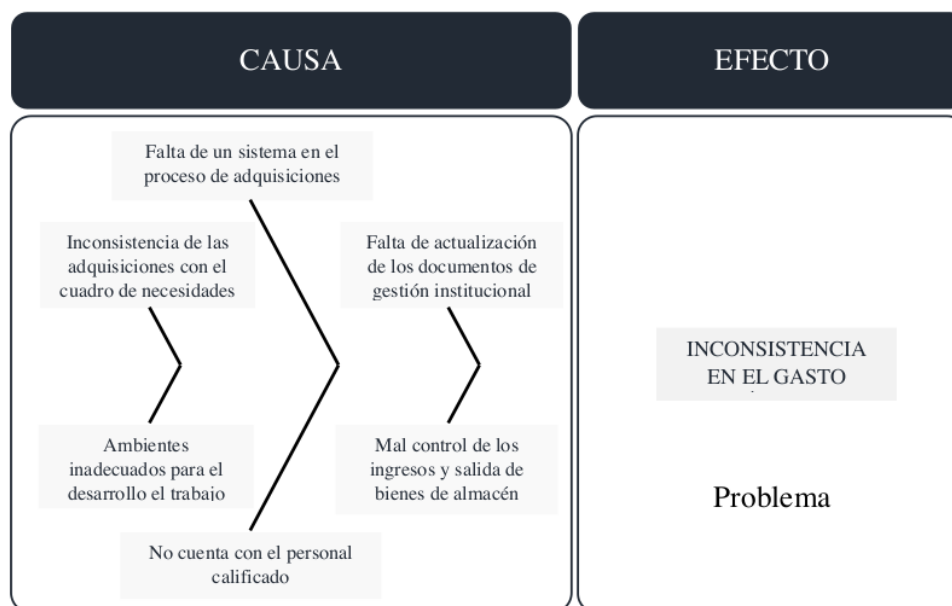 CAUSA
EFECTO
Falta de un sistema en el
proceso de adquisiciones
Inconsistencia de las
adquisiciones con el
cuadro de necesidades
Falta de actualización
de los documentos de
gestión institucional
Ambientes
inadecuados para el
desarrollo el trabajo
Mal control de los
ingresos y salida de
bienes de almacén
No cuenta con el personal
calificado
INCONSISTENCIA
EN EL GASTO
Problema